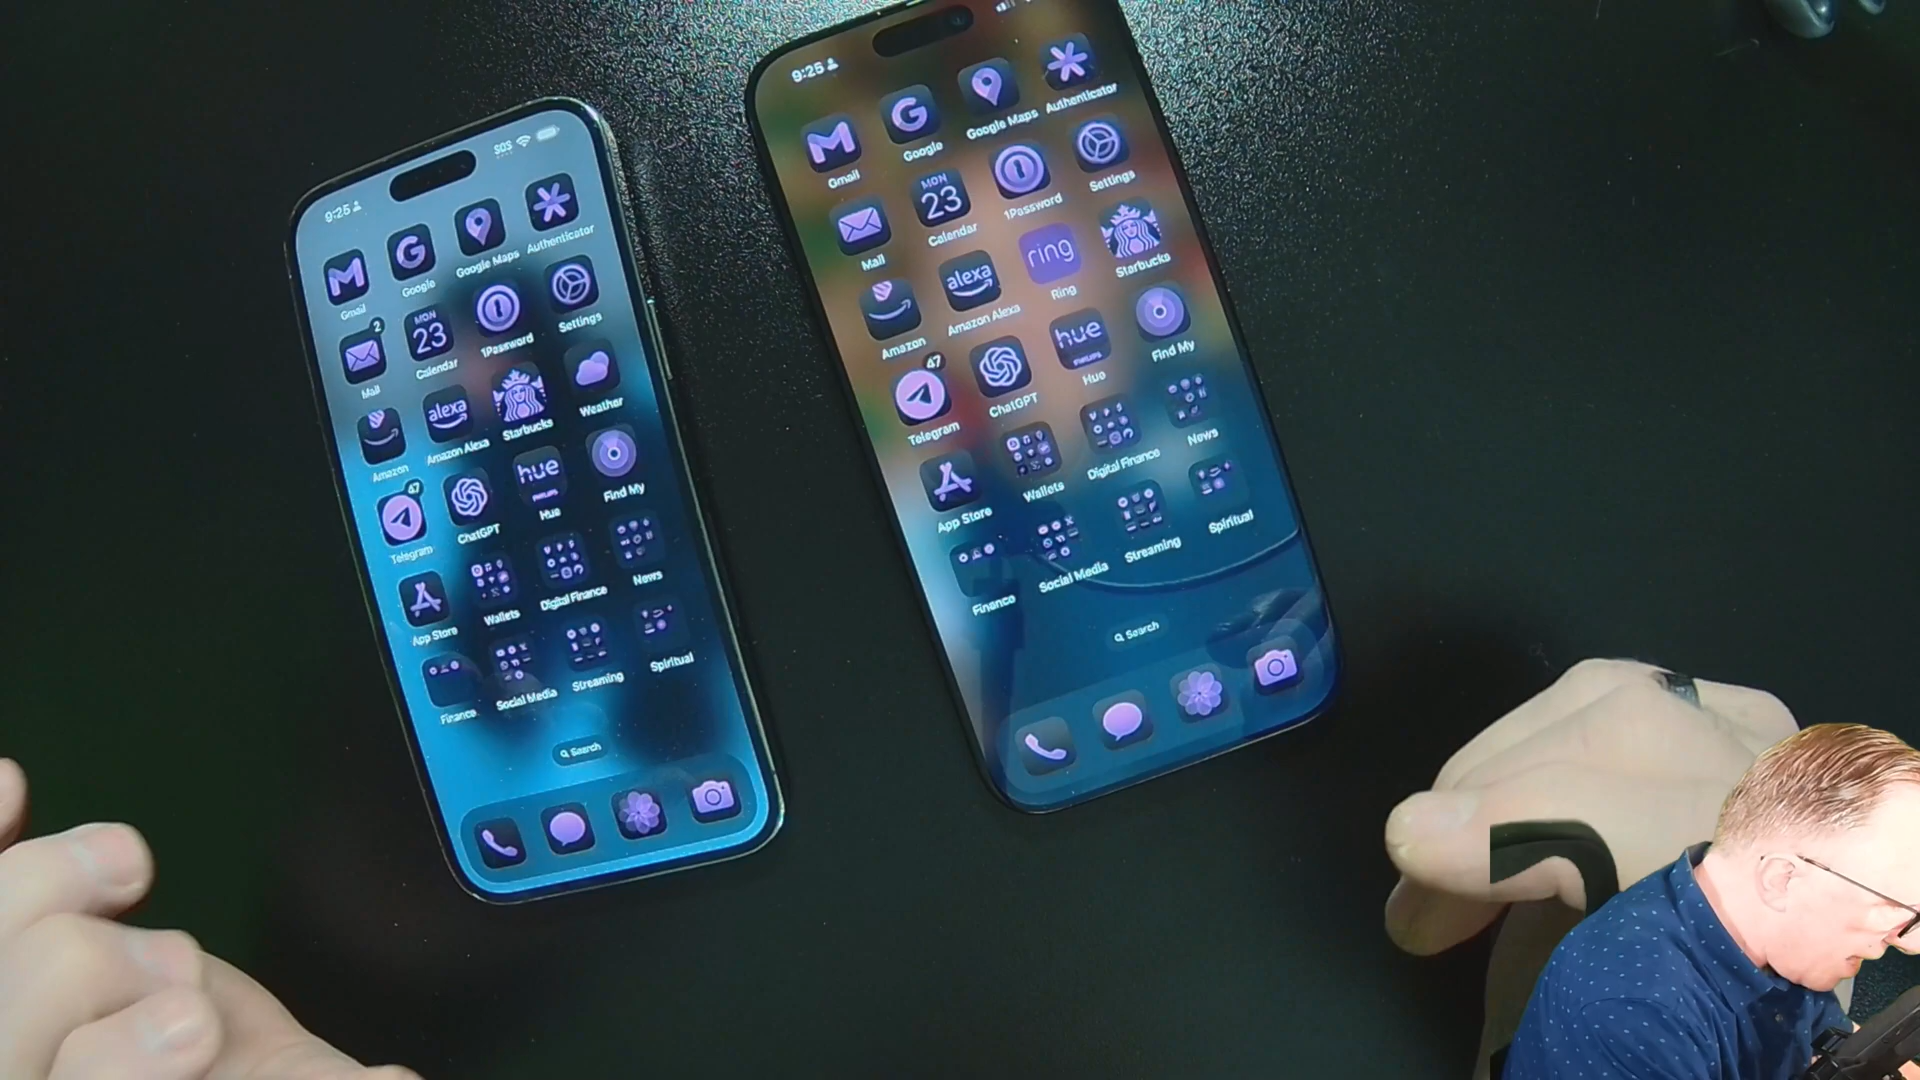 9:25
SOS
Gmail
Google
Google Maps
Authenticator
2
Mail
MON
23
Calendar
1Password
Settings
Amazon
alexa
Amazon Alexa
Starbucks
Weather
47
Telegram
ChatGPT
hue
PHILIPS
Hue
Find My
App Store
Wallets
Digital Finance
News
Finance
Social Media
Streaming
Spiritual
Search
9:25
Gmail
Google
Google Maps
Authenticator
Mail
MON
23
Calendar
1Password
Settings
Amazon
alexa
Amazon Alexa
ring
Ring
Starbucks
47
Telegram
ChatGPT
hue
PHILIPS
Hue
Find My
App Store
Wallets
Digital Finance
News
Finance
Social Media
Streaming
Spiritual
Search